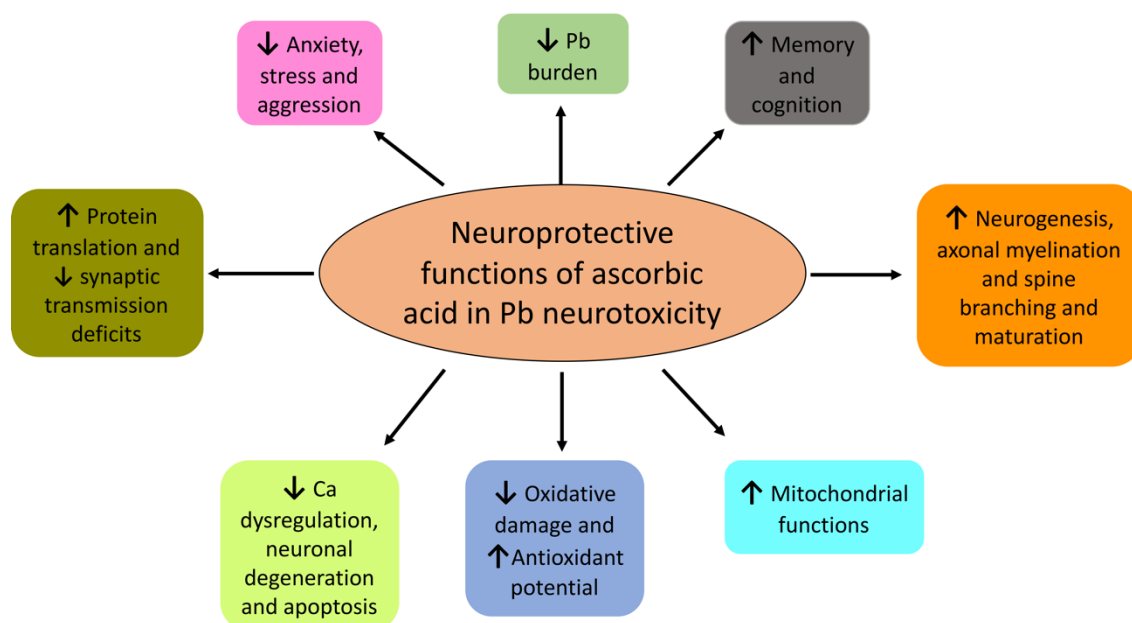 ↓ Anxiety,
stress and
aggression
↓ Pb
burden
↑ Memory
and
cognition
↑ Protein
translation and
↓ synaptic
transmission
deficits
Neuroprotective
functions of ascorbic
acid in Pb neurotoxicity
↑ Neurogenesis,
axonal myelination
and spine
branching and
maturation
↓ Ca
dysregulation,
neuronal
degeneration
and apoptosis
↓ Oxidative
damage and
↑ Antioxidant
potential
↑ Mitochondrial
functions